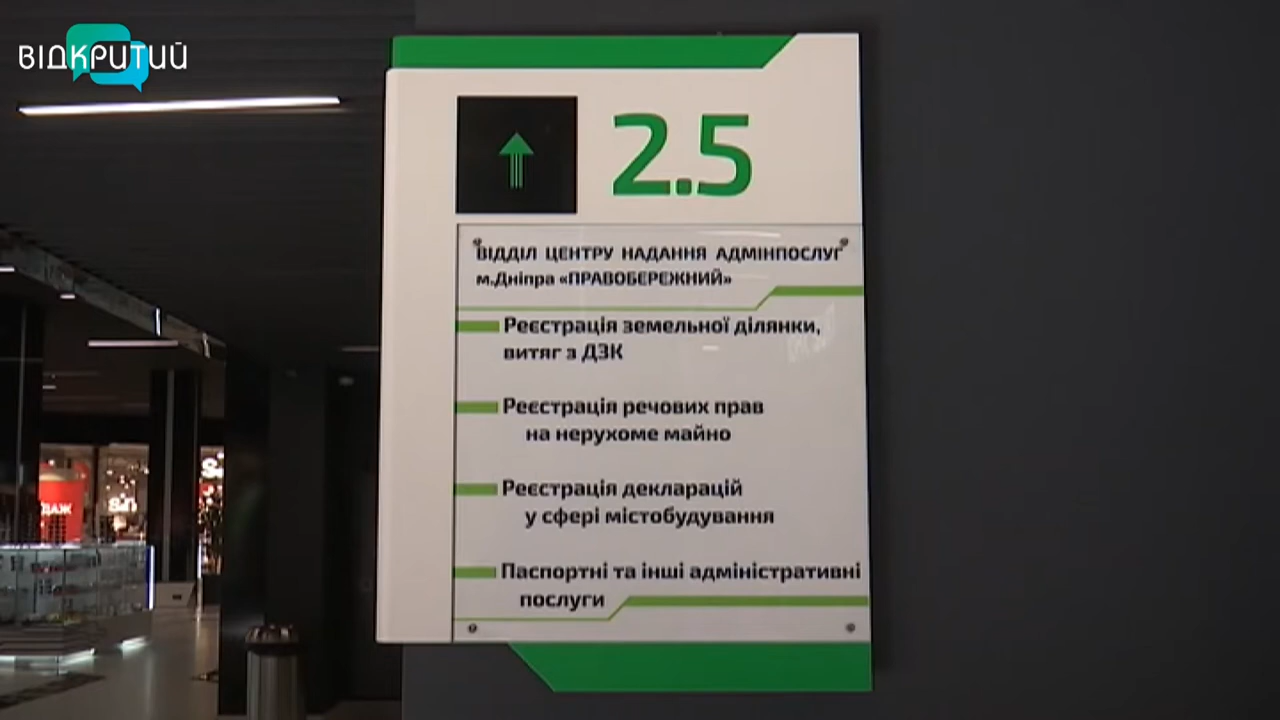 ВІДКРИТИЙ
2.5
ВІДДІЛ ЦЕНТРУ НАДАННЯ АДМІНПОСЛУГ
м.Дніпра «ПРАВОБЕРЕЖНИЙ»
Реєстрація земельної ділянки,
витяг з ДЗК
Реєстрація речових прав
на нерухоме майно
Реєстрація декларацій
у сфері містобудування
Паспортні та інші адміністративні
послуги